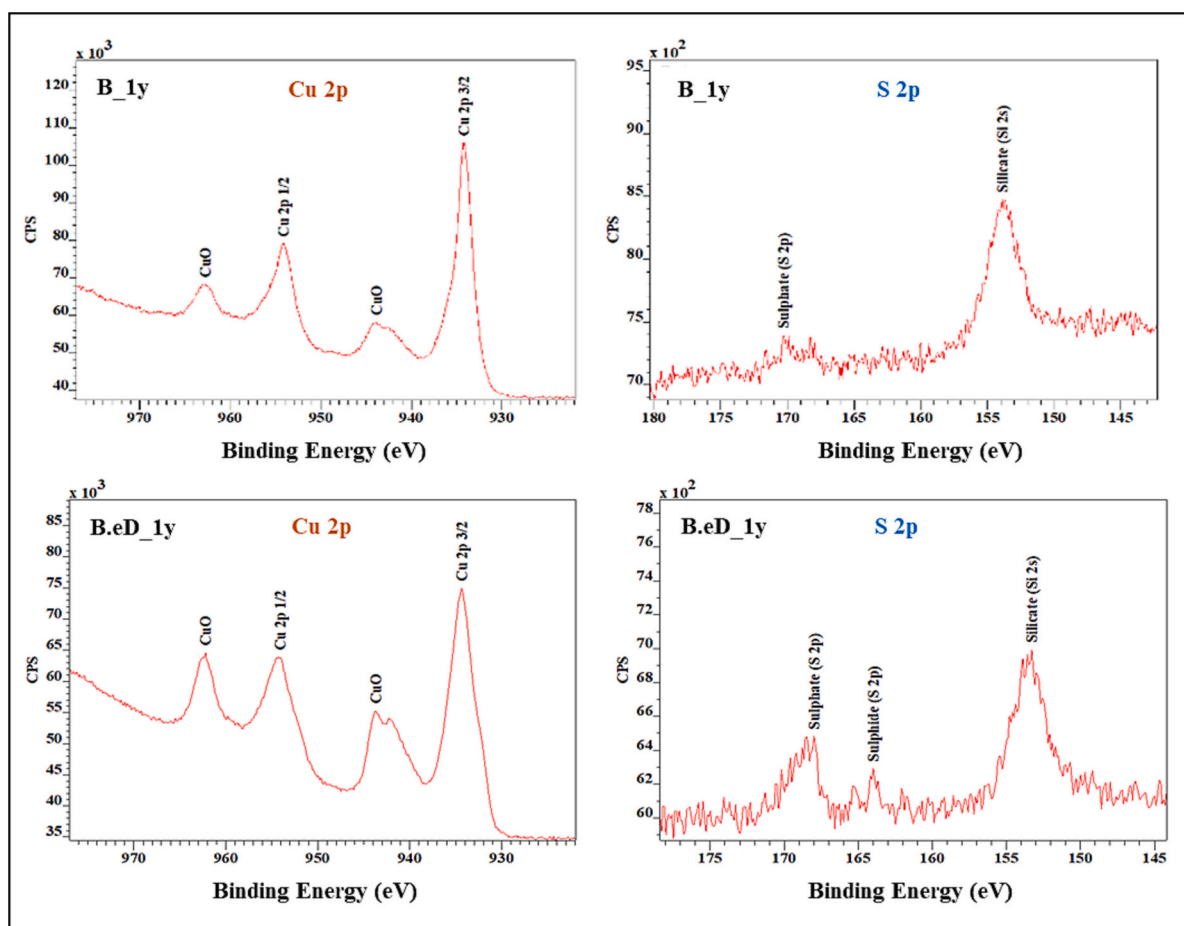 x 10³
B_1y
Cu 2p
120
110
100
90
80
70
60
50
40
CPS
CuO
Cu 2p 1/2
CuO
Cu 2p 3/2
970
960
950
940
930
Binding Energy (eV)
x 10²
B_1y
S 2p
95
90
85
80
75
70
CPS
Sulphate (S 2p)
Silicate (Si 2s)
180
170
165
160
155
150
145
Binding Energy (eV)
x 10³
B.eD_1y
Cu 2p
85
80
75
70
65
60
55
50
45
40
35
CPS
CuO
Cu 2p 1/2
CuO
Cu 2p 3/2
970
960
950
940
930
Binding Energy (eV)
x 10²
B.eD_1y
S 2p
78
76
74
72
70
68
66
64
62
60
CPS
Sulphate (S 2p)
Sulphide (S 2p)
Silicate (Si 2s)
175
170
165
160
155
150
145
Binding Energy (eV)